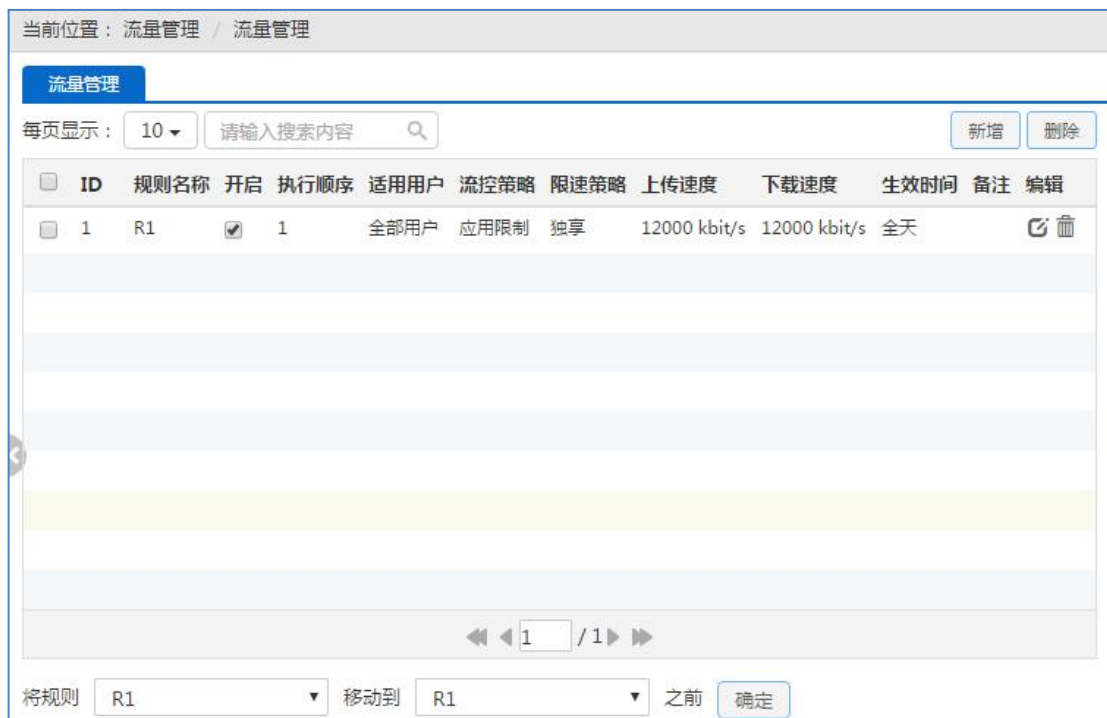 当前位置： 流量管理 / 流量管理
流量管理
每页显示： 10 请输入搜索内容 新增 删除
ID 规则名称 开启 执行顺序 适用用户 流控策略 限速策略 上传速度 下载速度 生效时间 备注 编辑
1 R1 1 全部用户 应用限制 独享 12000 kbit/s 12000 kbit/s 全天
1 / 1
将规则 R1 移动到 R1 之前 确定